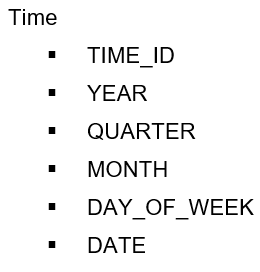 Time
▪ TIME_ID
▪ YEAR
▪ QUARTER
▪ MONTH
▪ DAY_OF_WEEK
▪ DATE